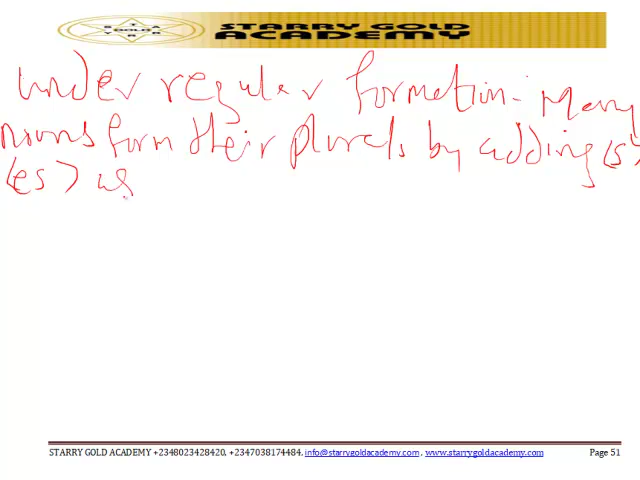 STARRY GOLD
ACADEMY
Under regular formation. Many
nouns form their plurals by adding (s)
(es)
STARRY GOLD ACADEMY +2348023428420, +2347038174484, info@starrygoldacademy.com, www.starrygoldacademy.com Page 51